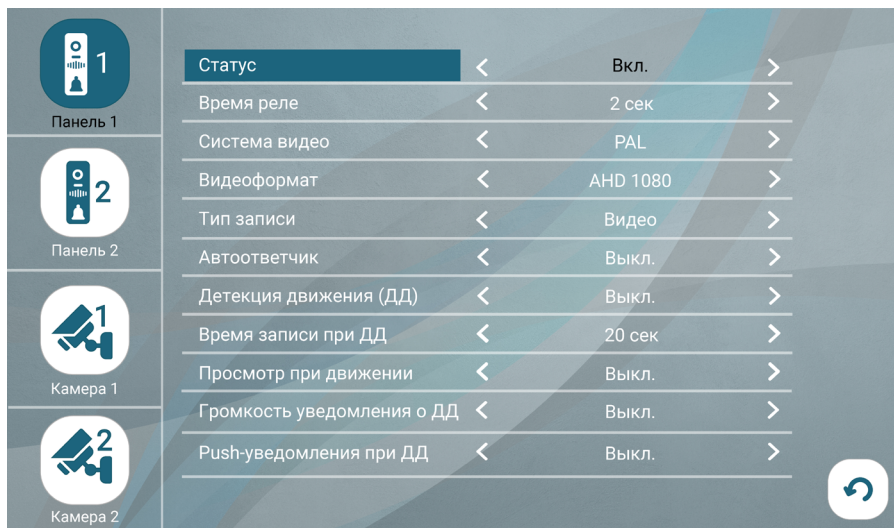 1
Панель 1
2
Панель 2
1
Камера 1
2
Камера 2
Статус Вкл.
Время реле 2 сек
Система видео PAL
Видеоформат AHD 1080
Тип записи Видео
Автоответчик Выкл.
Детекция движения (ДД) Выкл.
Время записи при ДД 20 сек
Просмотр при движении Выкл.
Громкость уведомления о ДД Выкл.
Push-уведомления при ДД Выкл.